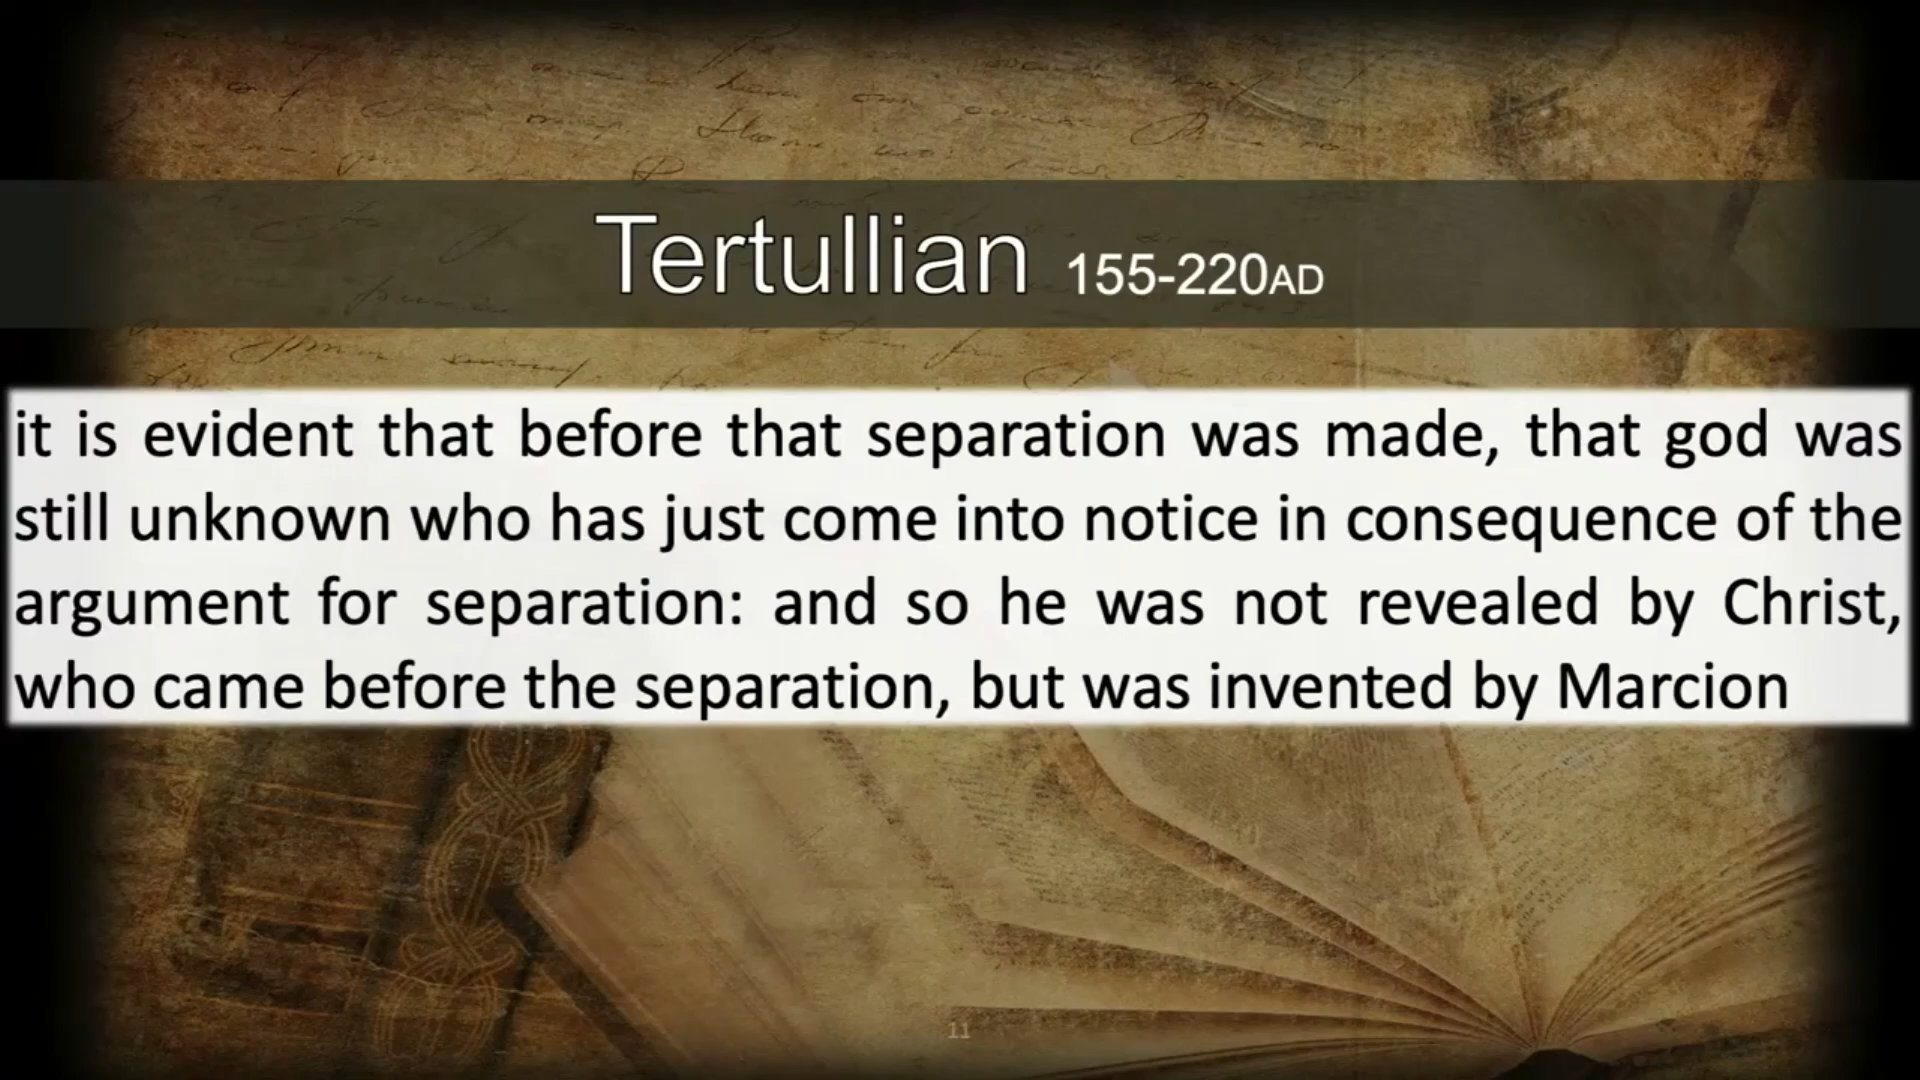 Tertullian 155-220AD
it is evident that before that separation was made, that god was
still unknown who has just come into notice in consequence of the
argument for separation: and so he was not revealed by Christ,
who came before the separation, but was invented by Marcion
11